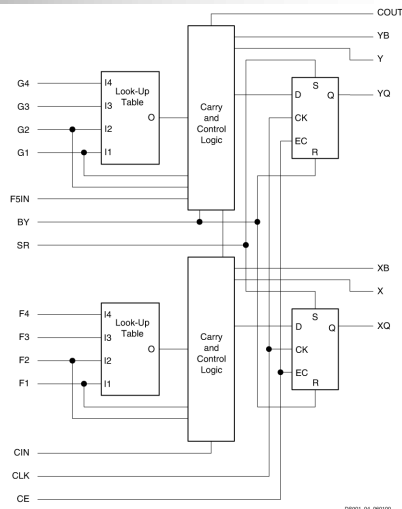 COUT
YB
Y
G4
G3
G2
G1
I4
I3
I2
I1
Look-Up
Table
O
Carry
and
Control
Logic
S
D
Q
CK
EC
R
YQ
F5IN
BY
SR
XB
X
F4
F3
F2
F1
I4
I3
I2
I1
Look-Up
Table
O
Carry
and
Control
Logic
S
D
Q
CK
EC
R
XQ
CIN
CLK
CE